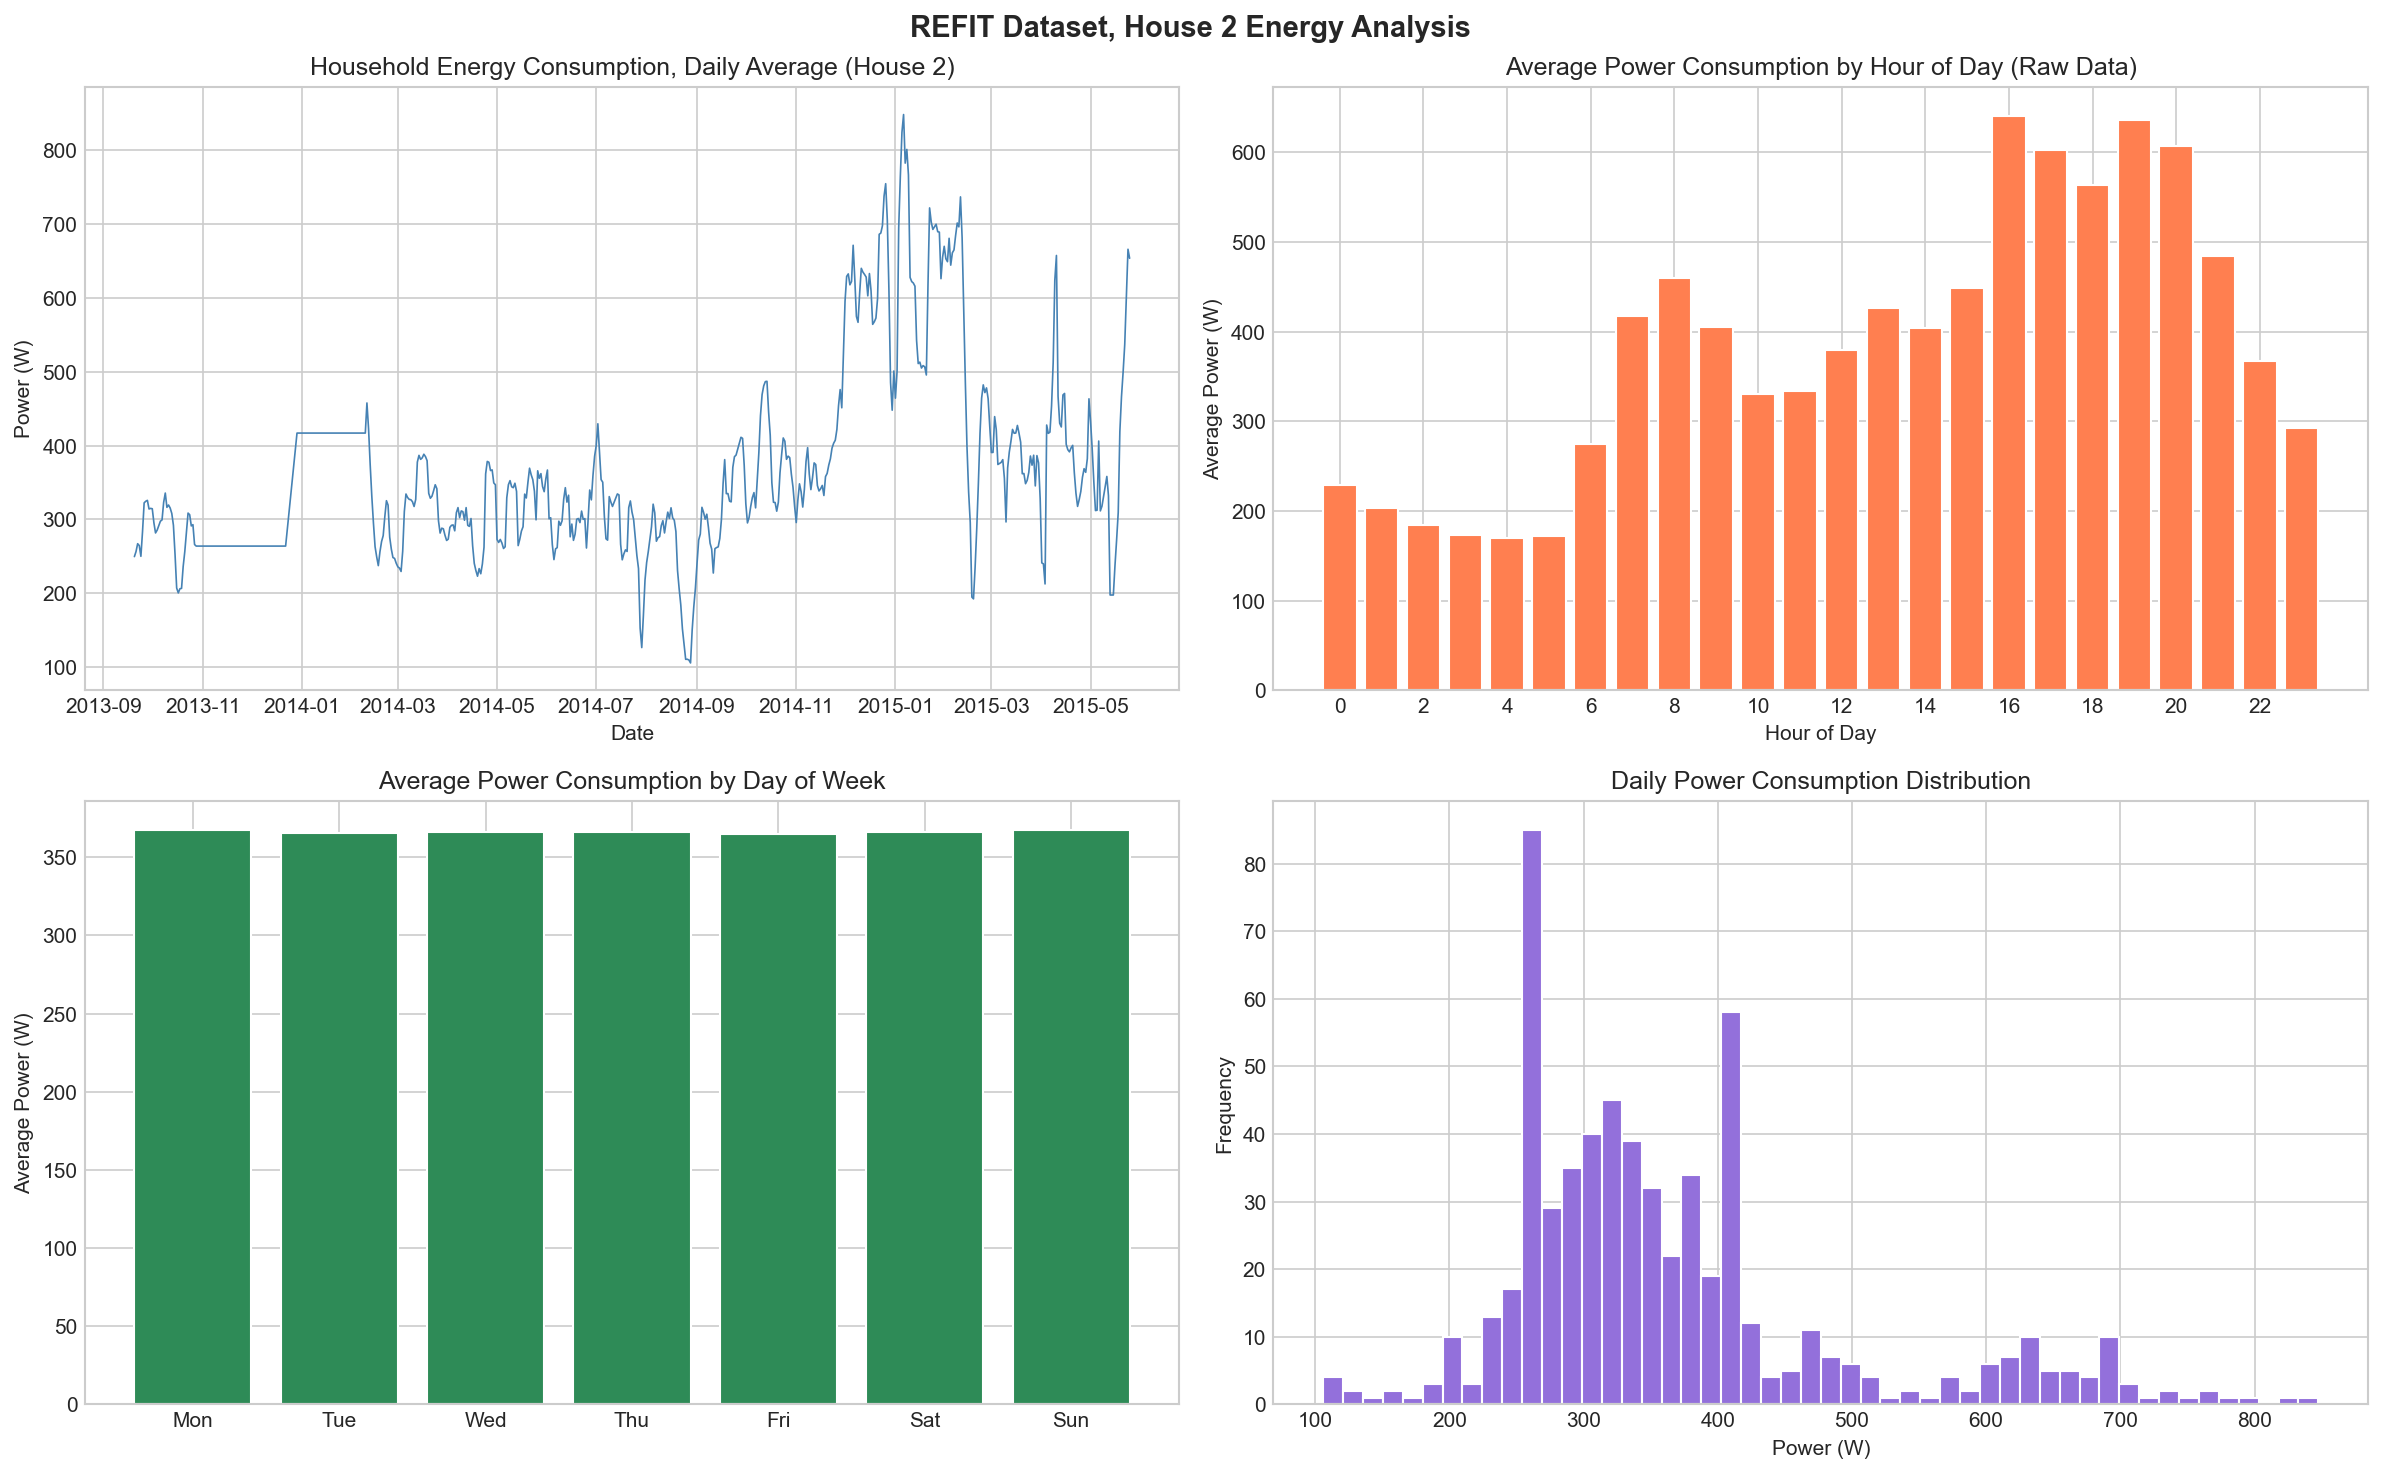 REFIT Dataset, House 2 Energy Analysis
Household Energy Consumption, Daily Average (House 2)
Power (W)
800
700
600
500
400
300
200
100
2013-09 2013-11 2014-01 2014-03 2014-05 2014-07 2014-09 2014-11 2015-01 2015-03 2015-05
Date
Average Power Consumption by Hour of Day (Raw Data)
Average Power (W)
600
500
400
300
200
100
0
0 2 4 6 8 10 12 14 16 18 20 22
Hour of Day
Average Power Consumption by Day of Week
Average Power (W)
350
300
250
200
150
100
50
0
Mon Tue Wed Thu Fri Sat Sun
Daily Power Consumption Distribution
Frequency
80
70
60
50
40
30
20
10
0
100 200 300 400 500 600 700 800
Power (W)